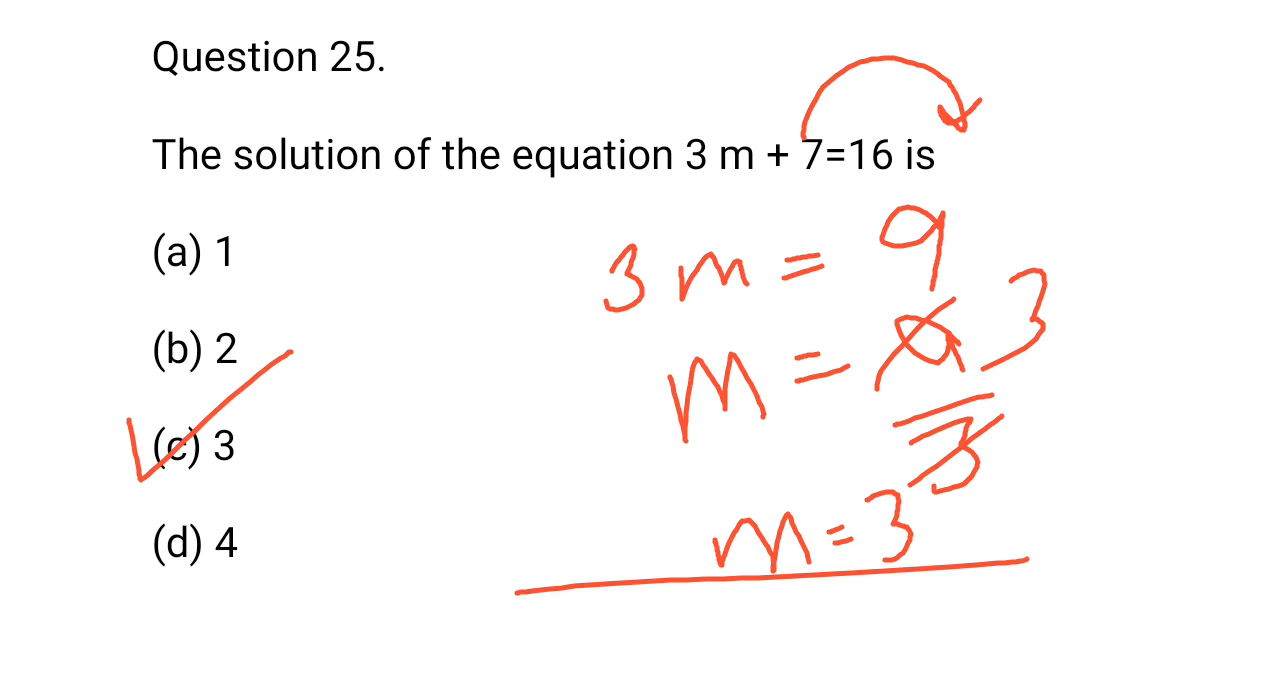 Question 25.
The solution of the equation 3 m + 7=16 is
(a) 1
3 m = 9
(b) 2
m = 9 3
3
(c) 3
m = 3
(d) 4